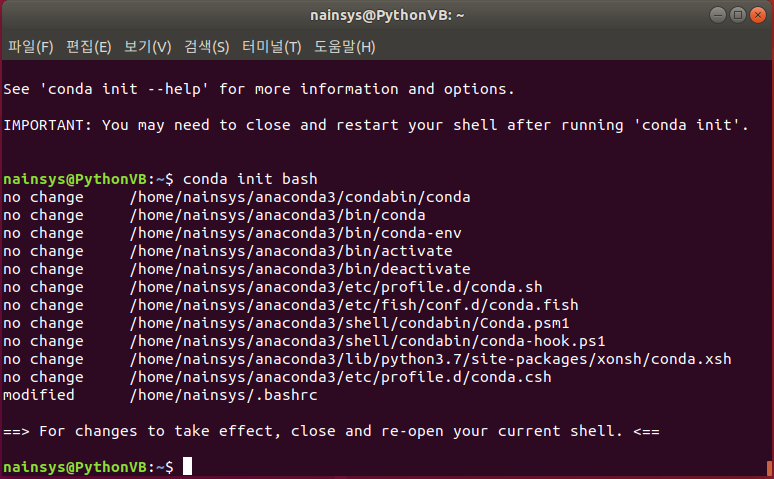 nainsys@PythonVB: ~
파일(F) 편집(E) 보기(V) 검색(S) 터미널(T) 도움말(H)
See 'conda init --help' for more information and options.
IMPORTANT: You may need to close and restart your shell after running 'conda init'.
nainsys@PythonVB:~$ conda init bash
no change     /home/nainsys/anaconda3/condabin/conda
no change     /home/nainsys/anaconda3/bin/conda
no change     /home/nainsys/anaconda3/bin/conda-env
no change     /home/nainsys/anaconda3/bin/activate
no change     /home/nainsys/anaconda3/bin/deactivate
no change     /home/nainsys/anaconda3/etc/profile.d/conda.sh
no change     /home/nainsys/anaconda3/etc/fish/conf.d/conda.fish
no change     /home/nainsys/anaconda3/shell/condabin/Conda.psm1
no change     /home/nainsys/anaconda3/shell/condabin/conda-hook.ps1
no change     /home/nainsys/anaconda3/lib/python3.7/site-packages/xonsh/conda.xsh
no change     /home/nainsys/anaconda3/etc/profile.d/conda.csh
modified      /home/nainsys/.bashrc
==> For changes to take effect, close and re-open your current shell. <==
nainsys@PythonVB:~$